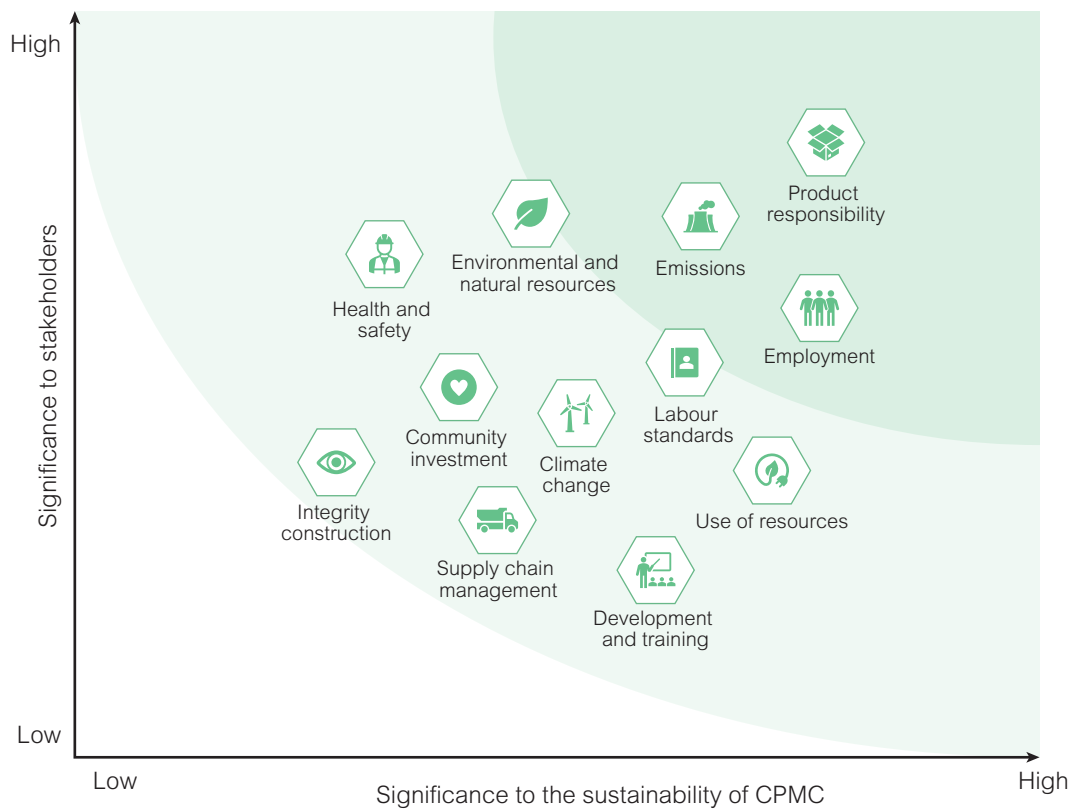 High
Significance to stakeholders
Product
responsibility
Environmental and
natural resources
Emissions
Health and
safety
Employment
Labour
standards
Community
investment
Climate
change
Integrity
construction
Use of resources
Supply chain
management
Development
and training
Low
Low
High
Significance to the sustainability of CPMC